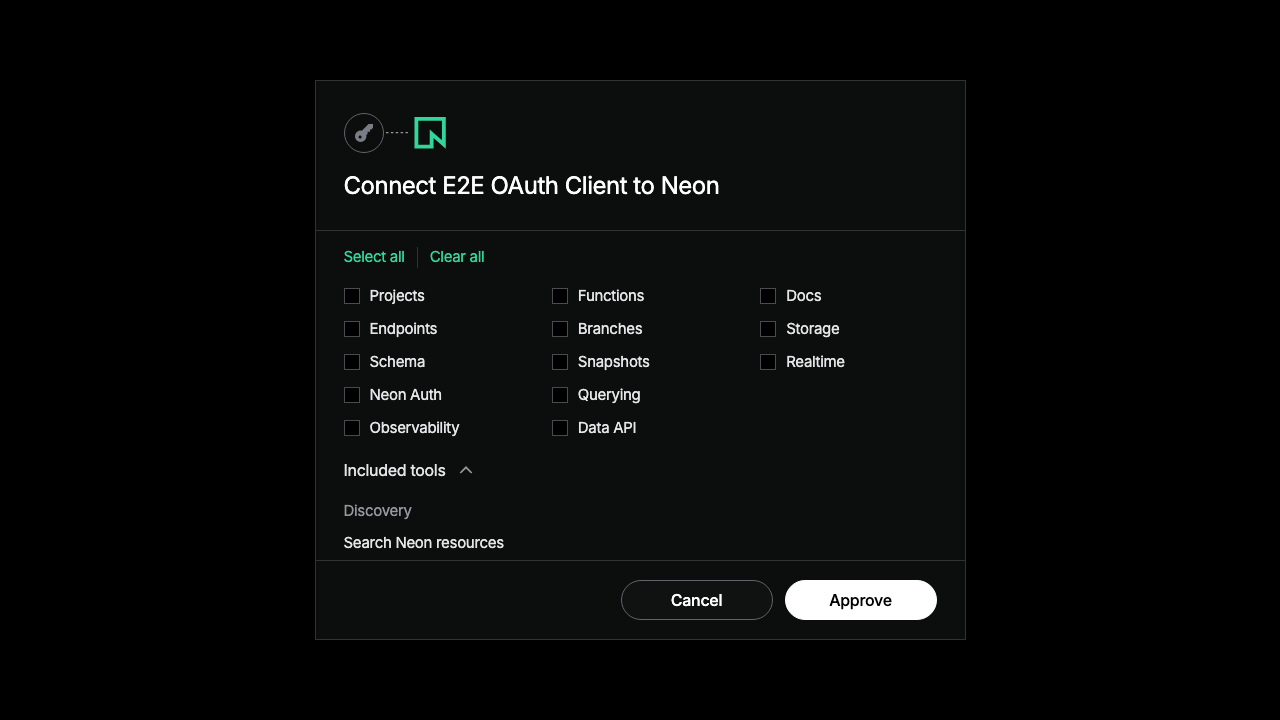 Connect E2E OAuth Client to Neon
Select all
Clear all
Projects
Functions
Docs
Endpoints
Branches
Storage
Schema
Snapshots
Realtime
Neon Auth
Querying
Observability
Data API
Included tools
Discovery
Search Neon resources
Cancel
Approve